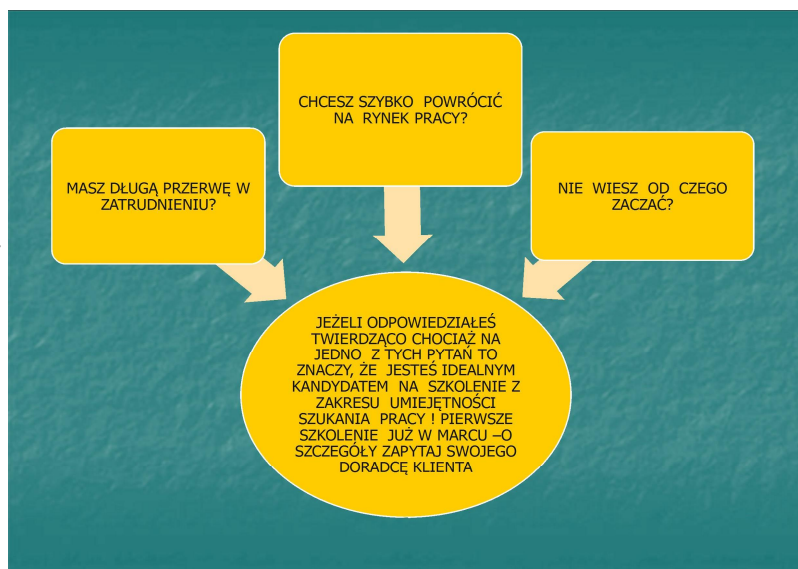 CHCESZ SZYBKO POWRÓCIĆ
NA RYNEK PRACY?
MASZ DŁUGĄ PRZERWĘ W
ZATRUDNIENIU?
NIE WIESZ OD CZEGO
ZACZAĆ?
JEŻELI ODPOWIEDZIAŁEŚ
TWIERDZĄCO CHOCIAŻ NA
JEDNO Z TYCH PYTAŃ TO
ZNACZY, ŻE JESTEŚ IDEALNYM
KANDYDATEM NA SZKOLENIE Z
ZAKRESU UMIEJĘTNOŚCI
SZUKANIA PRACY ! PIERWSZE
SZKOLENIE JUŻ W MARCU –O
SZCZEGÓŁY ZAPYTAJ SWOJEGO
DORADCĘ KLIENTA